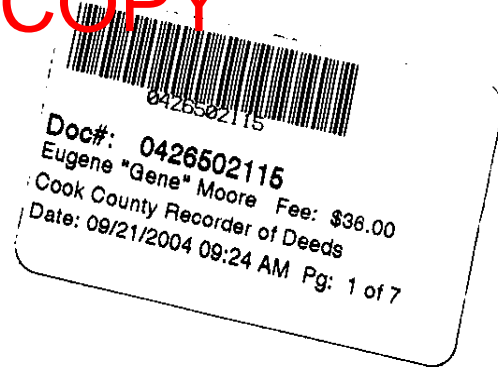 COPY
0426502115
Doc#: 0426502115
Eugene "Gene" Moore Fee: $36.00
Cook County Recorder of Deeds
Date: 09/21/2004 09:24 AM Pg: 1 of 7